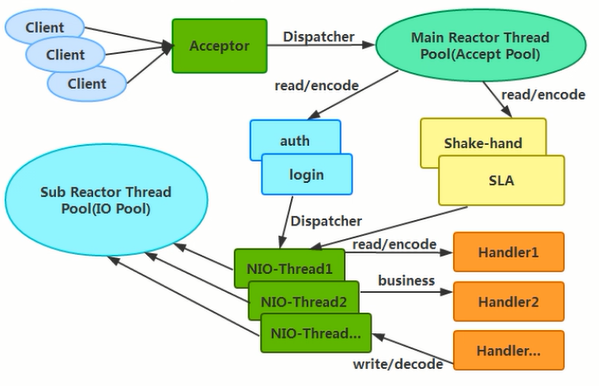 Client
Client
Client
Acceptor
Dispatcher
Main Reactor Thread
Pool(Accept Pool)
read/encode
read/encode
auth
login
Shake-hand
SLA
Sub Reactor Thread
Pool(IO Pool)
Dispatcher
NIO-Thread1
NIO-Thread2
NIO-Thread...
read/encode
business
write/decode
Handler1
Handler2
Handler...